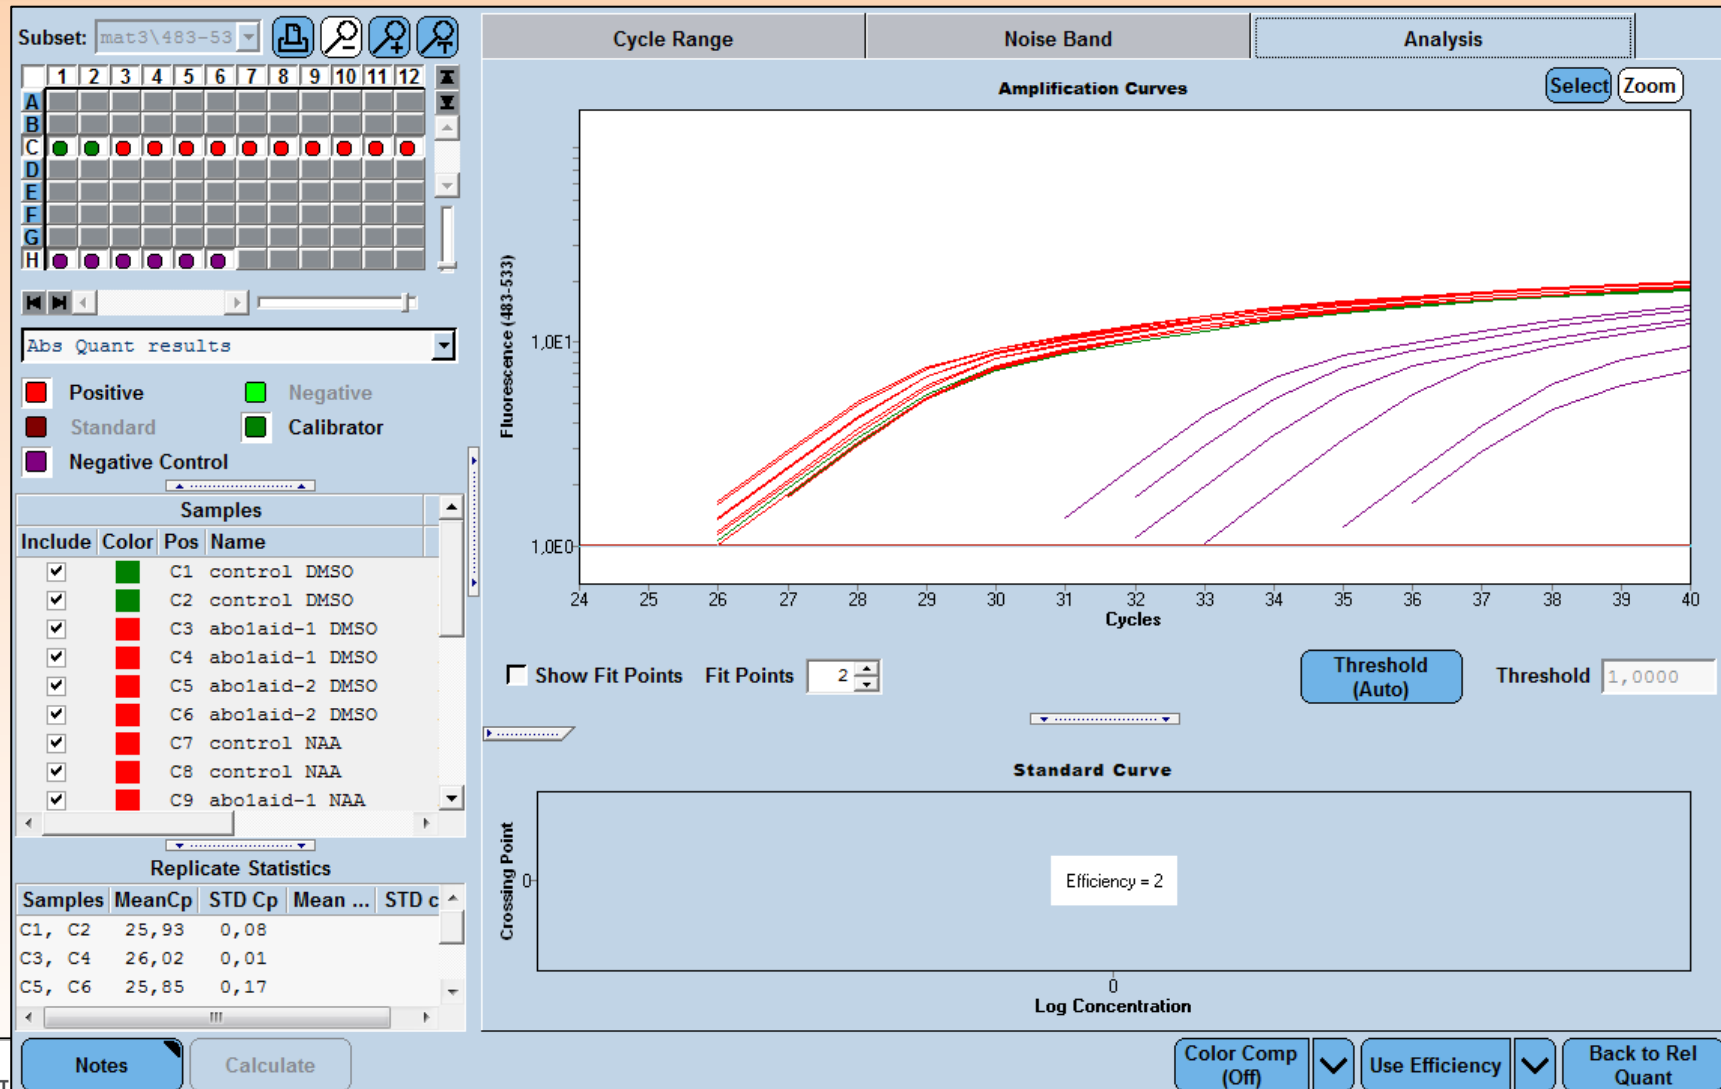 Subset: mat3\483-53
Cycle Range Noise Band Analysis
1 2 3 4 5 6 7 8 9 10 11 12
A
B
C
D
E
F
G
H
Abs Quant results
Positive Negative
Standard Calibrator
Negative Control
Samples
Include Color Pos Name
C1 control DMSO
C2 control DMSO
C3 abolaid-1 DMSO
C4 abolaid-1 DMSO
C5 abolaid-2 DMSO
C6 abolaid-2 DMSO
C7 control NAA
C8 control NAA
C9 abolaid-1 NAA
Replicate Statistics
Samples MeanCp STD Cp Mean ... STD c
C1, C2 25,93 0,08
C3, C4 26,02 0,01
C5, C6 25,85 0,17
Notes Calculate
Amplification Curves
Select Zoom
Fluorescence (483-533)
1,0E1
1,0E0
24 25 26 27 28 29 30 31 32 33 34 35 36 37 38 39 40
Cycles
Show Fit Points Fit Points 2
Threshold (Auto)
Threshold 1,0000
Standard Curve
Crossing Point
0
Efficiency = 2
0
Log Concentration
Color Comp (Off)
Use Efficiency
Back to Rel Quant